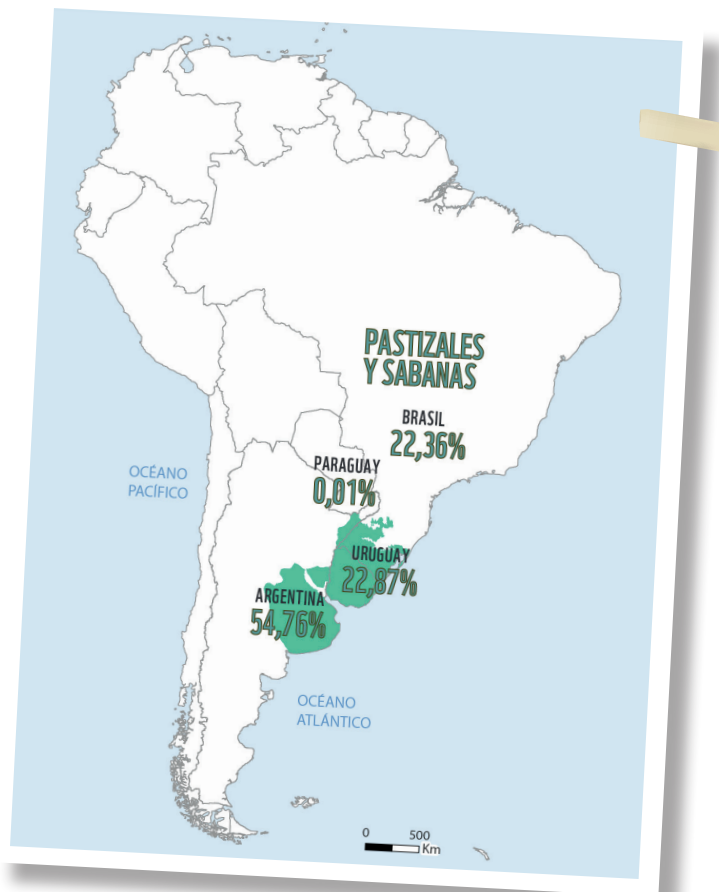 PASTIZALES
Y SABANAS
BRASIL
22,36%
PARAGUAY
0,01%
OCÉANO
PACÍFICO
URUGUAY
22,87%
ARGENTINA
54,76%
OCÉANO
ATLÁNTICO
0 500
Km